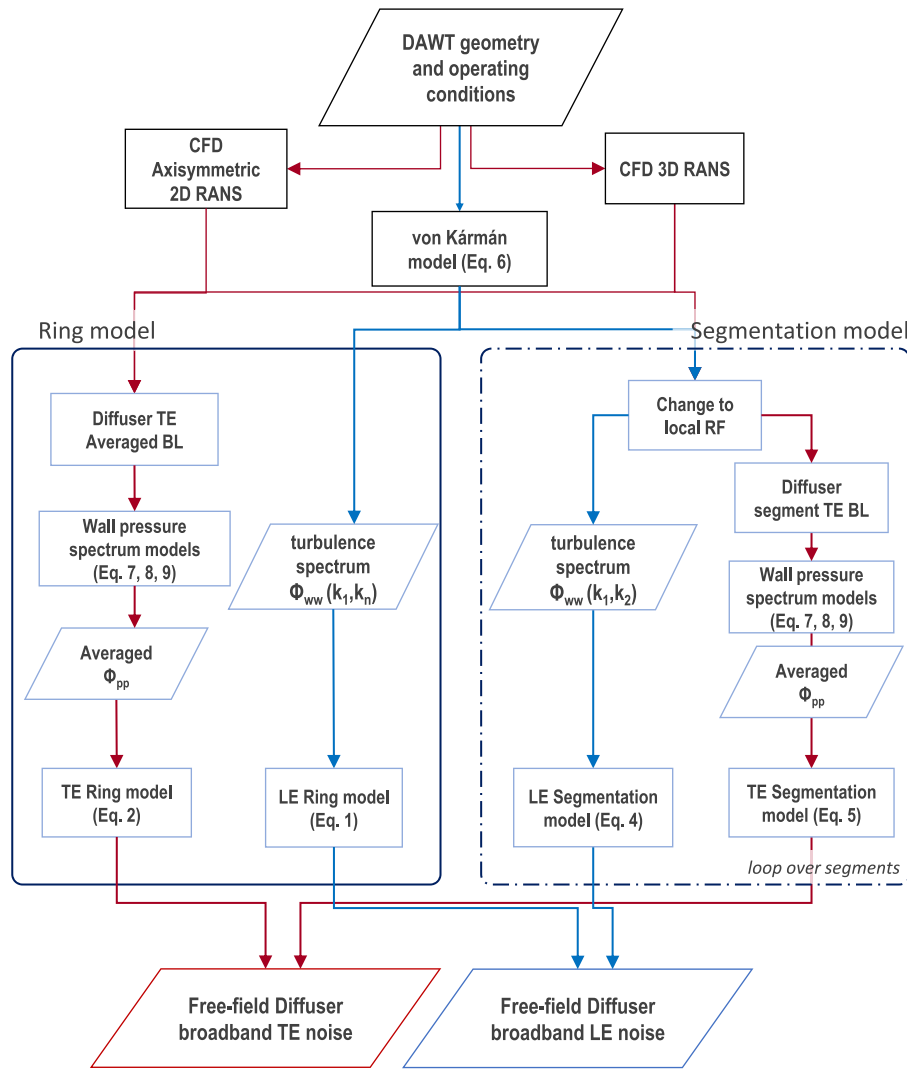 DAWT geometry
and operating
conditions
CFD
Axisymmetric
2D RANS
CFD 3D RANS
von Kármán
model (Eq. 6)
Ring model
Segmentation model
Diffuser TE
Averaged BL
Change to
local RF
Diffuser
segment TE BL
Wall pressure
spectrum models
(Eq. 7, 8, 9)
turbulence
spectrum
Φww (k1,kn)
turbulence
spectrum
Φww (k1,k2)
Wall pressure
spectrum models
(Eq. 7, 8, 9)
Averaged
Φpp
Averaged
Φpp
TE Ring model
(Eq. 2)
LE Ring model
(Eq. 1)
LE Segmentation
model (Eq. 4)
TE Segmentation
model (Eq. 5)
loop over segments
Free-field Diffuser
broadband TE noise
Free-field Diffuser
broadband LE noise